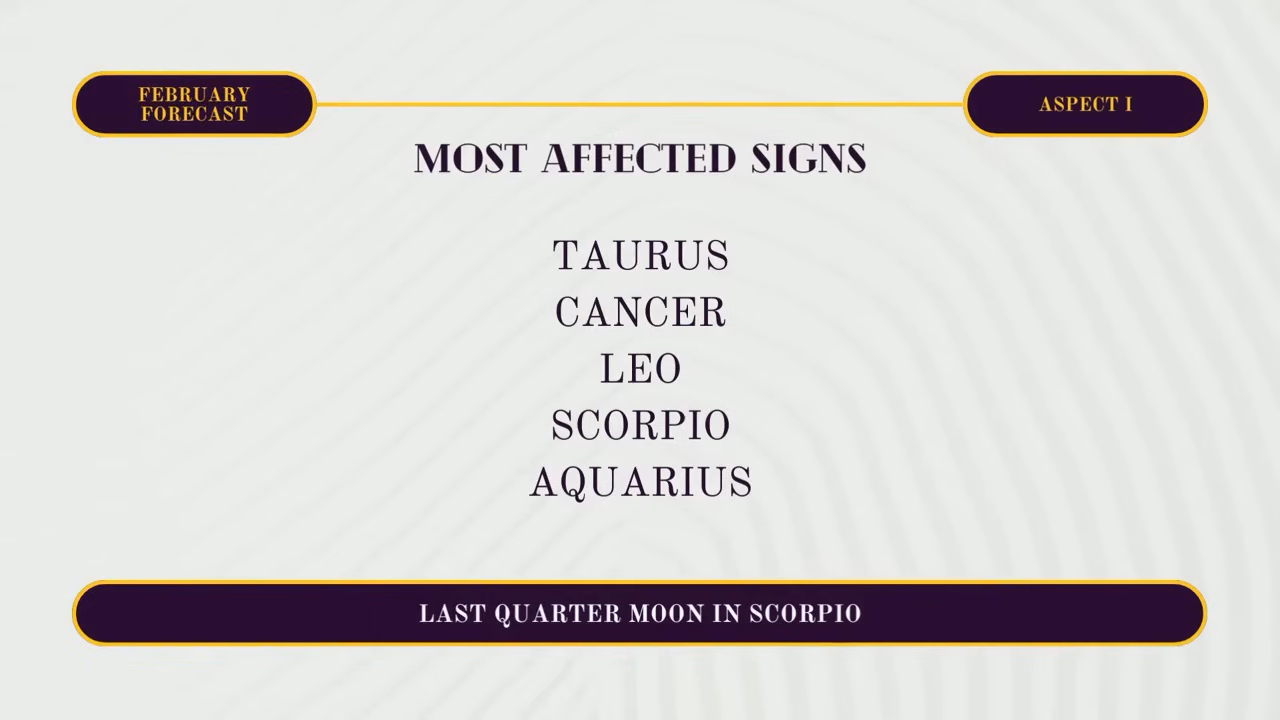 FEBRUARY
FORECAST
ASPECT I
MOST AFFECTED SIGNS
TAURUS
CANCER
LEO
SCORPIO
AQUARIUS
LAST QUARTER MOON IN SCORPIO